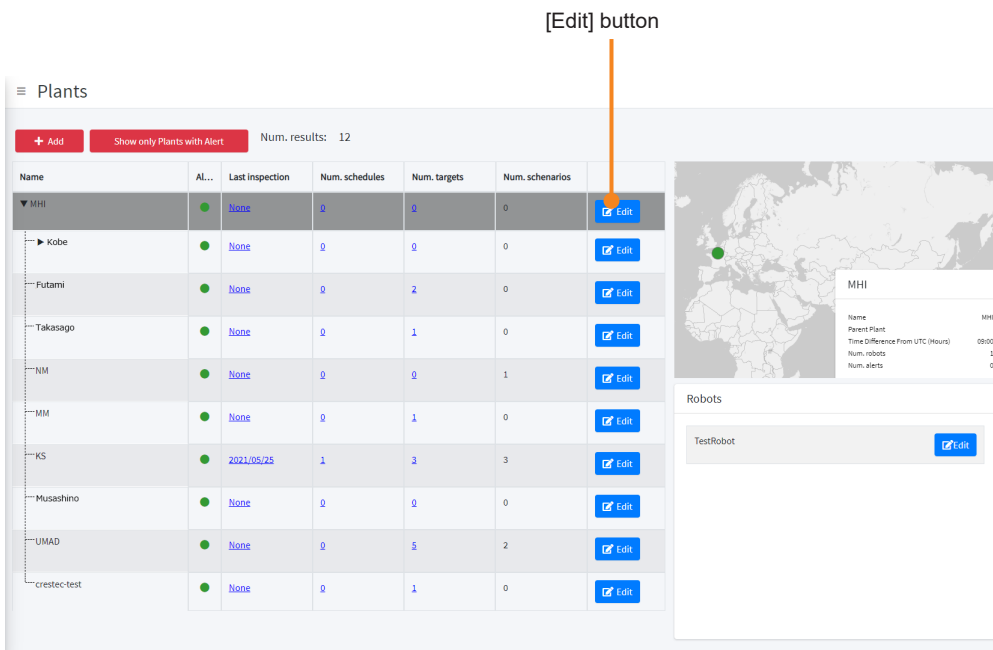 [Edit] button
≡ Plants
+ Add Show only Plants with Alert Num. results: 12
Name Al... Last inspection Num. schedules Num. targets Num. schenarios
▼ MHI None 0 0 0 Edit
▶ Kobe None 0 0 0 Edit
Futami None 0 2 0 Edit
Takasago None 0 1 0 Edit
NM None 0 0 1 Edit
MM None 0 1 0 Edit
KS 2021/05/25 1 3 3 Edit
Musashino None 0 0 0 Edit
UMAD None 0 5 2 Edit
crestec-test None 0 1 0 Edit
MHI
Name MHI
Parent Plant
Time Difference From UTC (Hours) 09:00
Num. robots 1
Num. alerts 0
Robots
TestRobot Edit